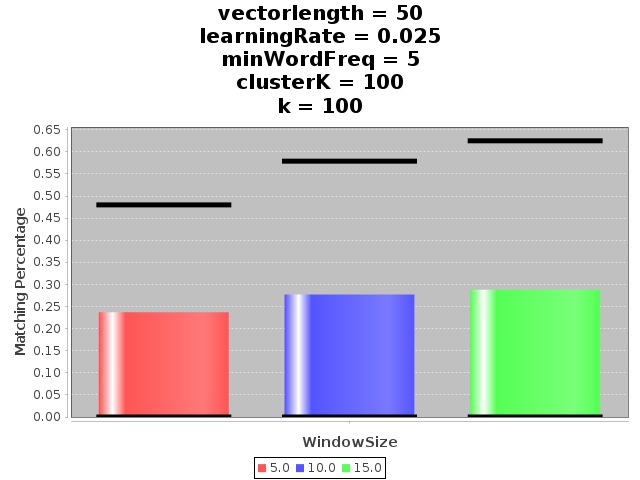 vectorlength = 50
learningRate = 0.025
minWordFreq = 5
clusterK = 100
k = 100
0.65
0.60
0.55
0.50
0.45
0.40
0.35
0.30
0.25
0.20
0.15
0.10
0.05
0.00
Matching Percentage
WindowSize
5.0 10.0 15.0